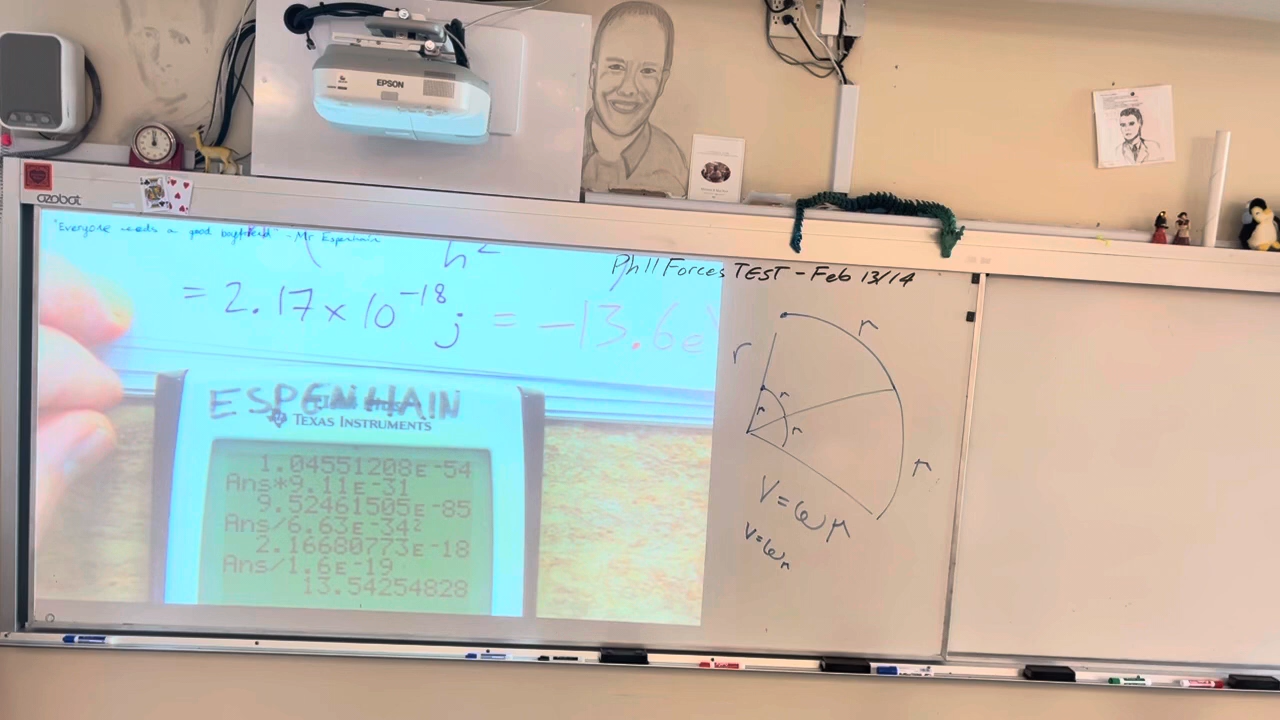 EPSON
ozobot
"Everyone needs a good boyfriend" - Mr Espenhain
h²
= 2.17 x 10⁻¹⁸ j = -13.6e
ESPENHAIN
TEXAS INSTRUMENTS
1.04551208E-54
Ans*9.11E-31
9.52461505E-85
Ans/6.63E-34²
2.16680773E-18
Ans/1.6E-19
13.54254828
Ph11 Forces TEST - Feb 13/14
r
r
r
r
r
r
V=ωr
V=ωr